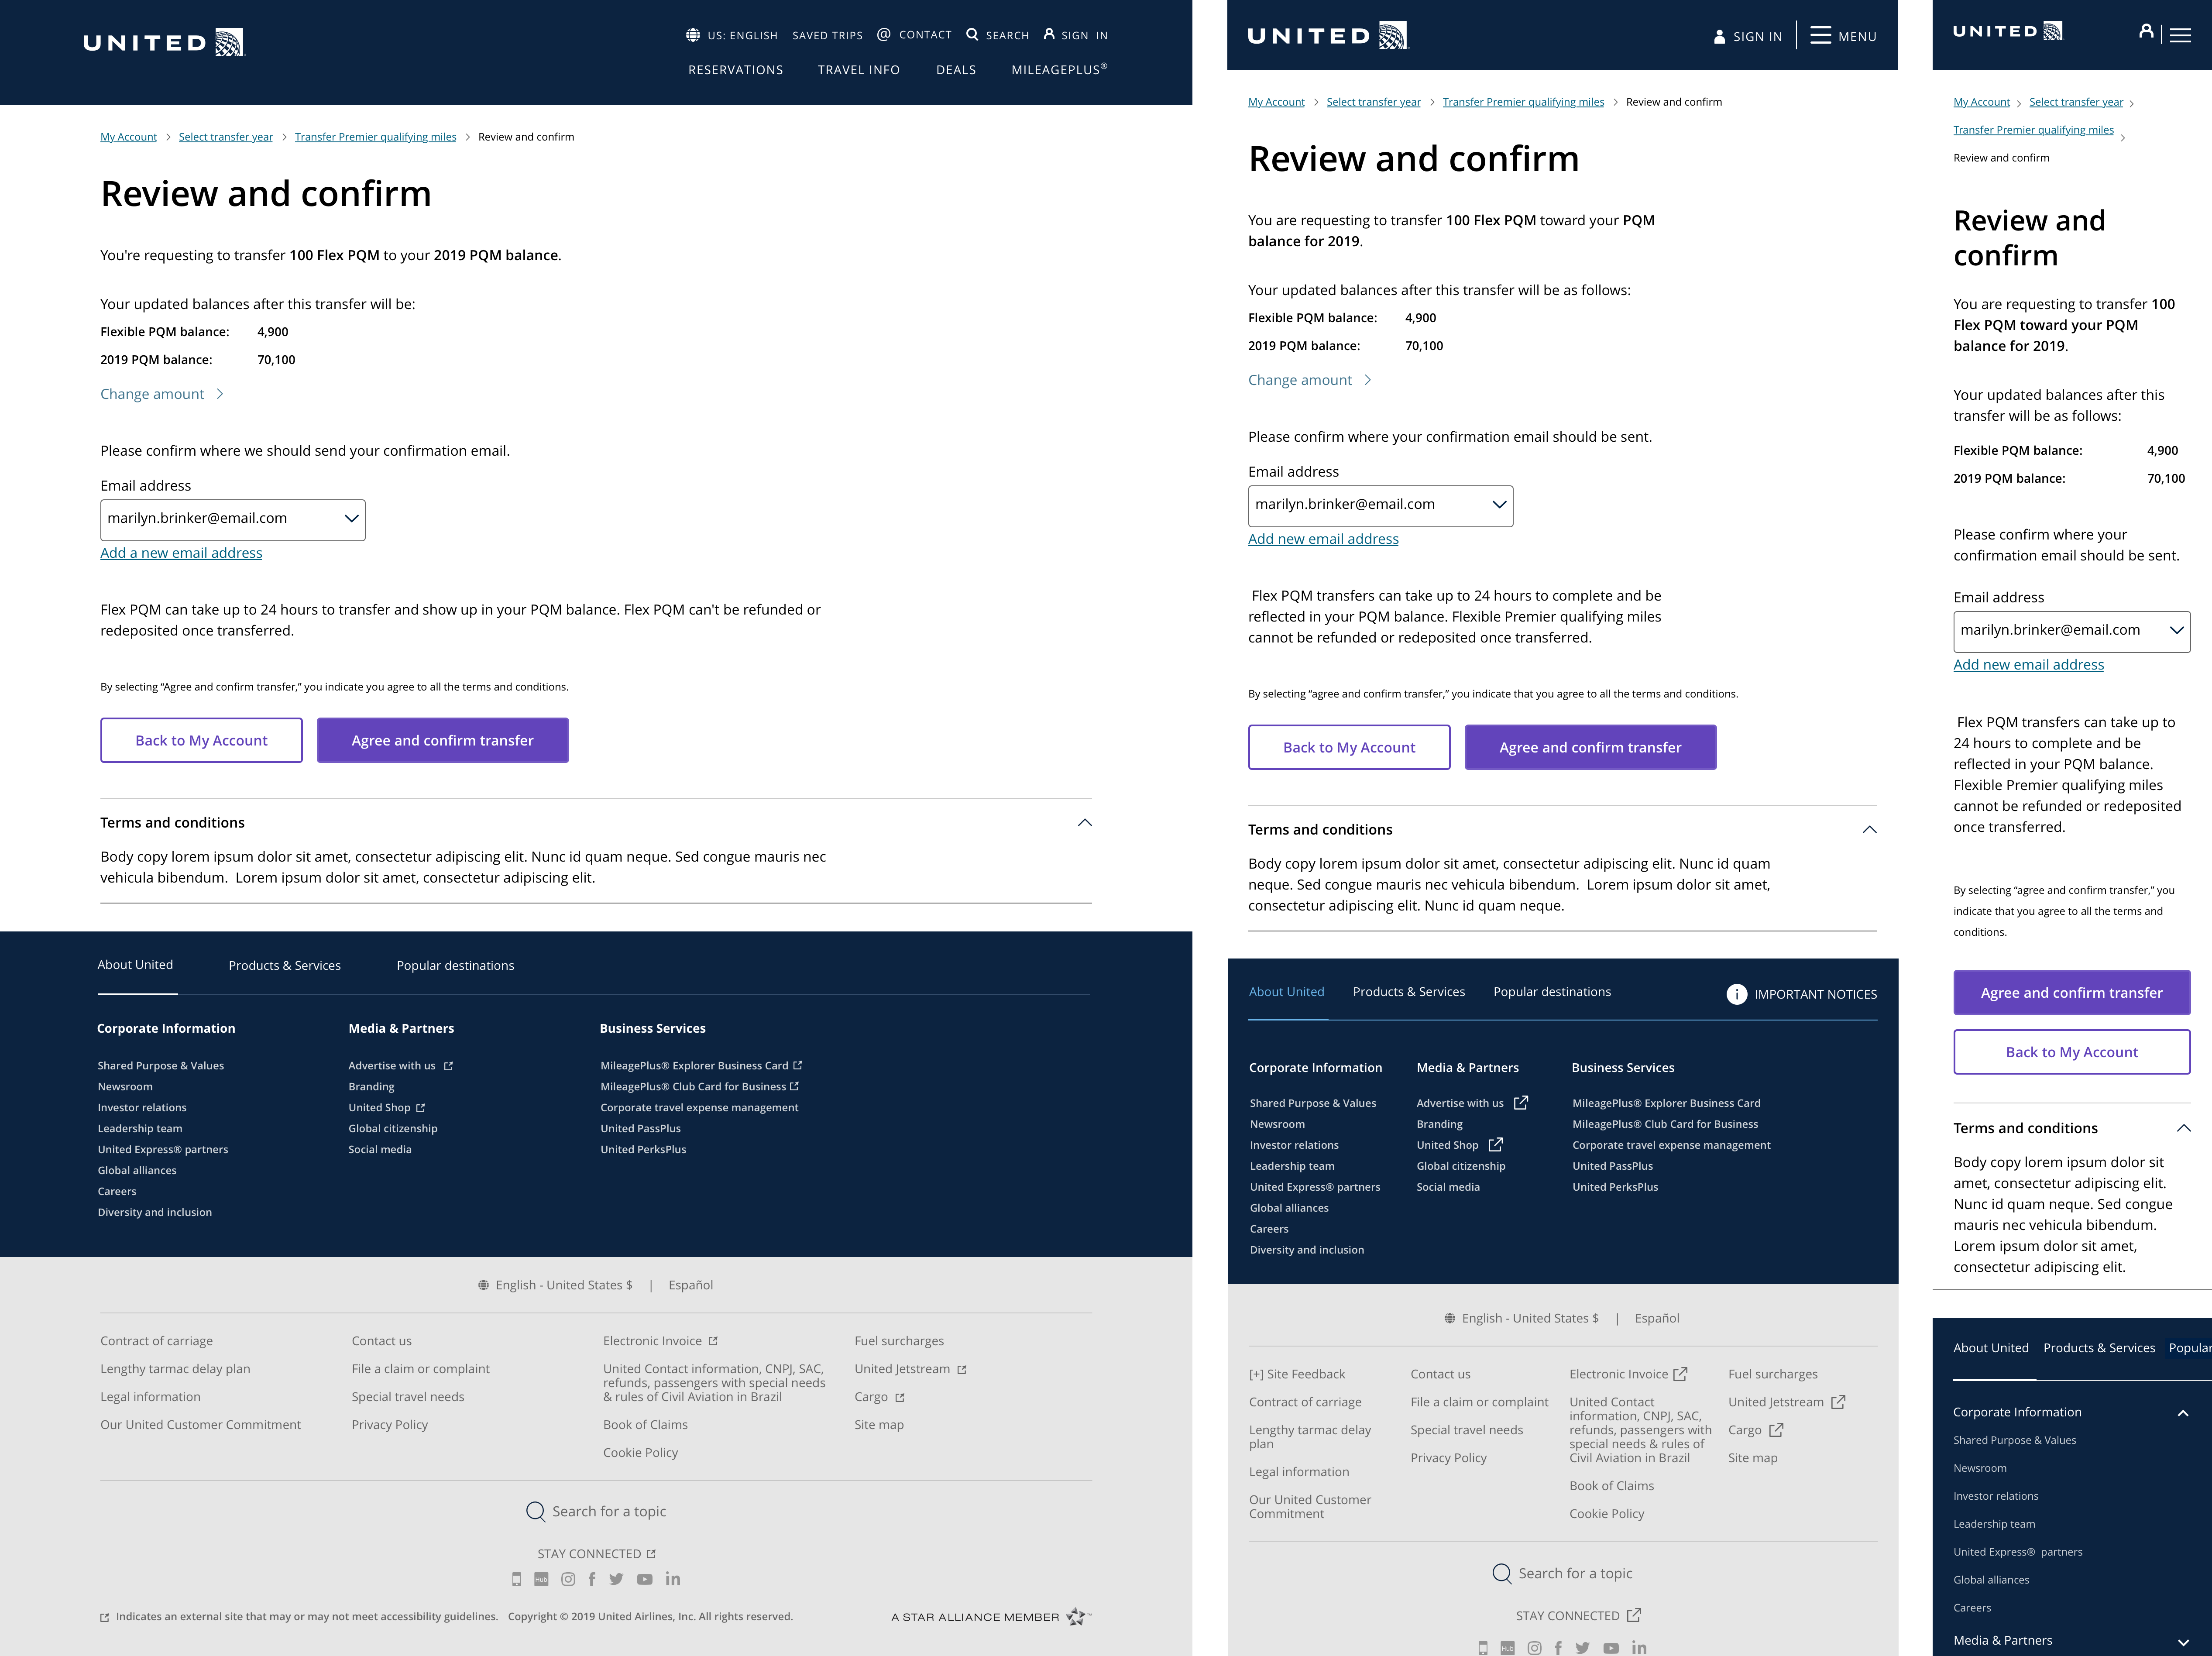 UNITED
US: ENGLISH SAVED TRIPS CONTACT SEARCH SIGN IN
RESERVATIONS TRAVEL INFO DEALS MILEAGEPLUS®
My Account Select transfer year Transfer Premier qualifying miles Review and confirm
Review and confirm
You're requesting to transfer 100 Flex PQM to your 2019 PQM balance.
Your updated balances after this transfer will be:
Flexible PQM balance: 4,900
2019 PQM balance: 70,100
Change amount
Please confirm where we should send your confirmation email.
Email address
marilyn.brinker@email.com
Add a new email address
Flex PQM can take up to 24 hours to transfer and show up in your PQM balance. Flex PQM can't be refunded or
redeposited once transferred.
By selecting “Agree and confirm transfer,” you indicate you agree to all the terms and conditions.
Back to My Account Agree and confirm transfer
Terms and conditions
Body copy lorem ipsum dolor sit amet, consectetur adipiscing elit. Nunc id quam neque. Sed congue mauris nec
vehicula bibendum. Lorem ipsum dolor sit amet, consectetur adipiscing elit.
About United Products & Services Popular destinations
Corporate Information
Shared Purpose & Values
Newsroom
Investor relations
Leadership team
United Express® partners
Global alliances
Careers
Diversity and inclusion
Media & Partners
Advertise with us
Branding
United Shop
Global citizenship
Social media
Business Services
MileagePlus® Explorer Business Card
MileagePlus® Club Card for Business
Corporate travel expense management
United PassPlus
United PerksPlus
English - United States $ | Español
Contract of carriage
Lengthy tarmac delay plan
Legal information
Our United Customer Commitment
Contact us
File a claim or complaint
Special travel needs
Privacy Policy
Electronic Invoice
United Contact information, CNPJ, SAC,
refunds, passengers with special needs
& rules of Civil Aviation in Brazil
Book of Claims
Cookie Policy
Fuel surcharges
United Jetstream
Cargo
Site map
Search for a topic
STAY CONNECTED
Hub
Indicates an external site that may or may not meet accessibility guidelines. Copyright © 2019 United Airlines, Inc. All rights reserved.
A STAR ALLIANCE MEMBER
UNITED
SIGN IN MENU
My Account Select transfer year Transfer Premier qualifying miles Review and confirm
Review and confirm
You are requesting to transfer 100 Flex PQM toward your PQM
balance for 2019.
Your updated balances after this transfer will be as follows:
Flexible PQM balance: 4,900
2019 PQM balance: 70,100
Change amount
Please confirm where your confirmation email should be sent.
Email address
marilyn.brinker@email.com
Add new email address
Flex PQM transfers can take up to 24 hours to complete and be
reflected in your PQM balance. Flexible Premier qualifying miles
cannot be refunded or redeposited once transferred.
By selecting “agree and confirm transfer,” you indicate that you agree to all the terms and conditions.
Back to My Account Agree and confirm transfer
Terms and conditions
Body copy lorem ipsum dolor sit amet, consectetur adipiscing elit. Nunc id quam
neque. Sed congue mauris nec vehicula bibendum. Lorem ipsum dolor sit amet,
consectetur adipiscing elit. Nunc id quam neque.
About United Products & Services Popular destinations IMPORTANT NOTICES
Corporate Information
Shared Purpose & Values
Newsroom
Investor relations
Leadership team
United Express® partners
Global alliances
Careers
Diversity and inclusion
Media & Partners
Advertise with us
Branding
United Shop
Global citizenship
Social media
Business Services
MileagePlus® Explorer Business Card
MileagePlus® Club Card for Business
Corporate travel expense management
United PassPlus
United PerksPlus
English - United States $ | Español
[+] Site Feedback
Contract of carriage
Lengthy tarmac delay
plan
Legal information
Our United Customer
Commitment
Contact us
File a claim or complaint
Special travel needs
Privacy Policy
Electronic Invoice
United Contact
information, CNPJ, SAC,
refunds, passengers with
special needs & rules of
Civil Aviation in Brazil
Book of Claims
Cookie Policy
Fuel surcharges
United Jetstream
Cargo
Site map
Search for a topic
STAY CONNECTED
Hub
UNITED
My Account Select transfer year
Transfer Premier qualifying miles
Review and confirm
Review and
confirm
You are requesting to transfer 100
Flex PQM toward your PQM
balance for 2019.
Your updated balances after this
transfer will be as follows:
Flexible PQM balance: 4,900
2019 PQM balance: 70,100
Please confirm where your
confirmation email should be sent.
Email address
marilyn.brinker@email.com
Add new email address
Flex PQM transfers can take up to
24 hours to complete and be
reflected in your PQM balance.
Flexible Premier qualifying miles
cannot be refunded or redeposited
once transferred.
By selecting “agree and confirm transfer,” you
indicate that you agree to all the terms and
conditions.
Agree and confirm transfer
Back to My Account
Terms and conditions
Body copy lorem ipsum dolor sit
amet, consectetur adipiscing elit.
Nunc id quam neque. Sed congue
mauris nec vehicula bibendum.
Lorem ipsum dolor sit amet,
consectetur adipiscing elit.
About United Products & Services Popular
Corporate Information
Shared Purpose & Values
Newsroom
Investor relations
Leadership team
United Express® partners
Global alliances
Careers
Media & Partners